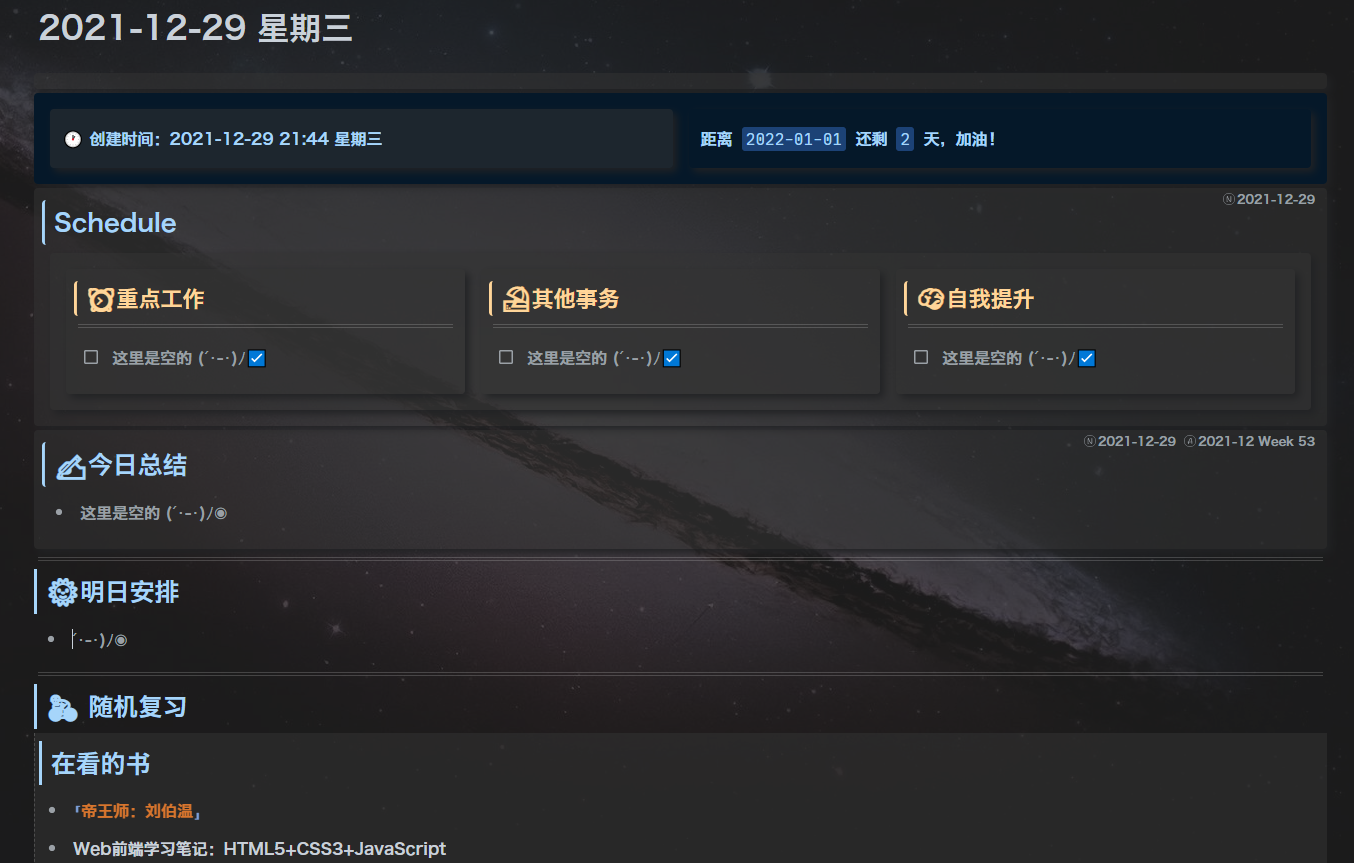 2021-12-29 星期三
创建时间：2021-12-29 21:44 星期三
距离 2022-01-01 还剩 2 天，加油！
Ⓝ2021-12-29
Schedule
重点工作
这里是空的 (´･-･)ﾉ
其他事务
这里是空的 (´･-･)ﾉ
自我提升
这里是空的 (´･-･)ﾉ
Ⓝ2021-12-29 Ⓐ2021-12 Week 53
今日总结
这里是空的 (´･-･)ﾉ◉
明日安排
´･-･)ﾉ◉
随机复习
在看的书
「帝王师：刘伯温」
Web前端学习笔记：HTML5+CSS3+JavaScript